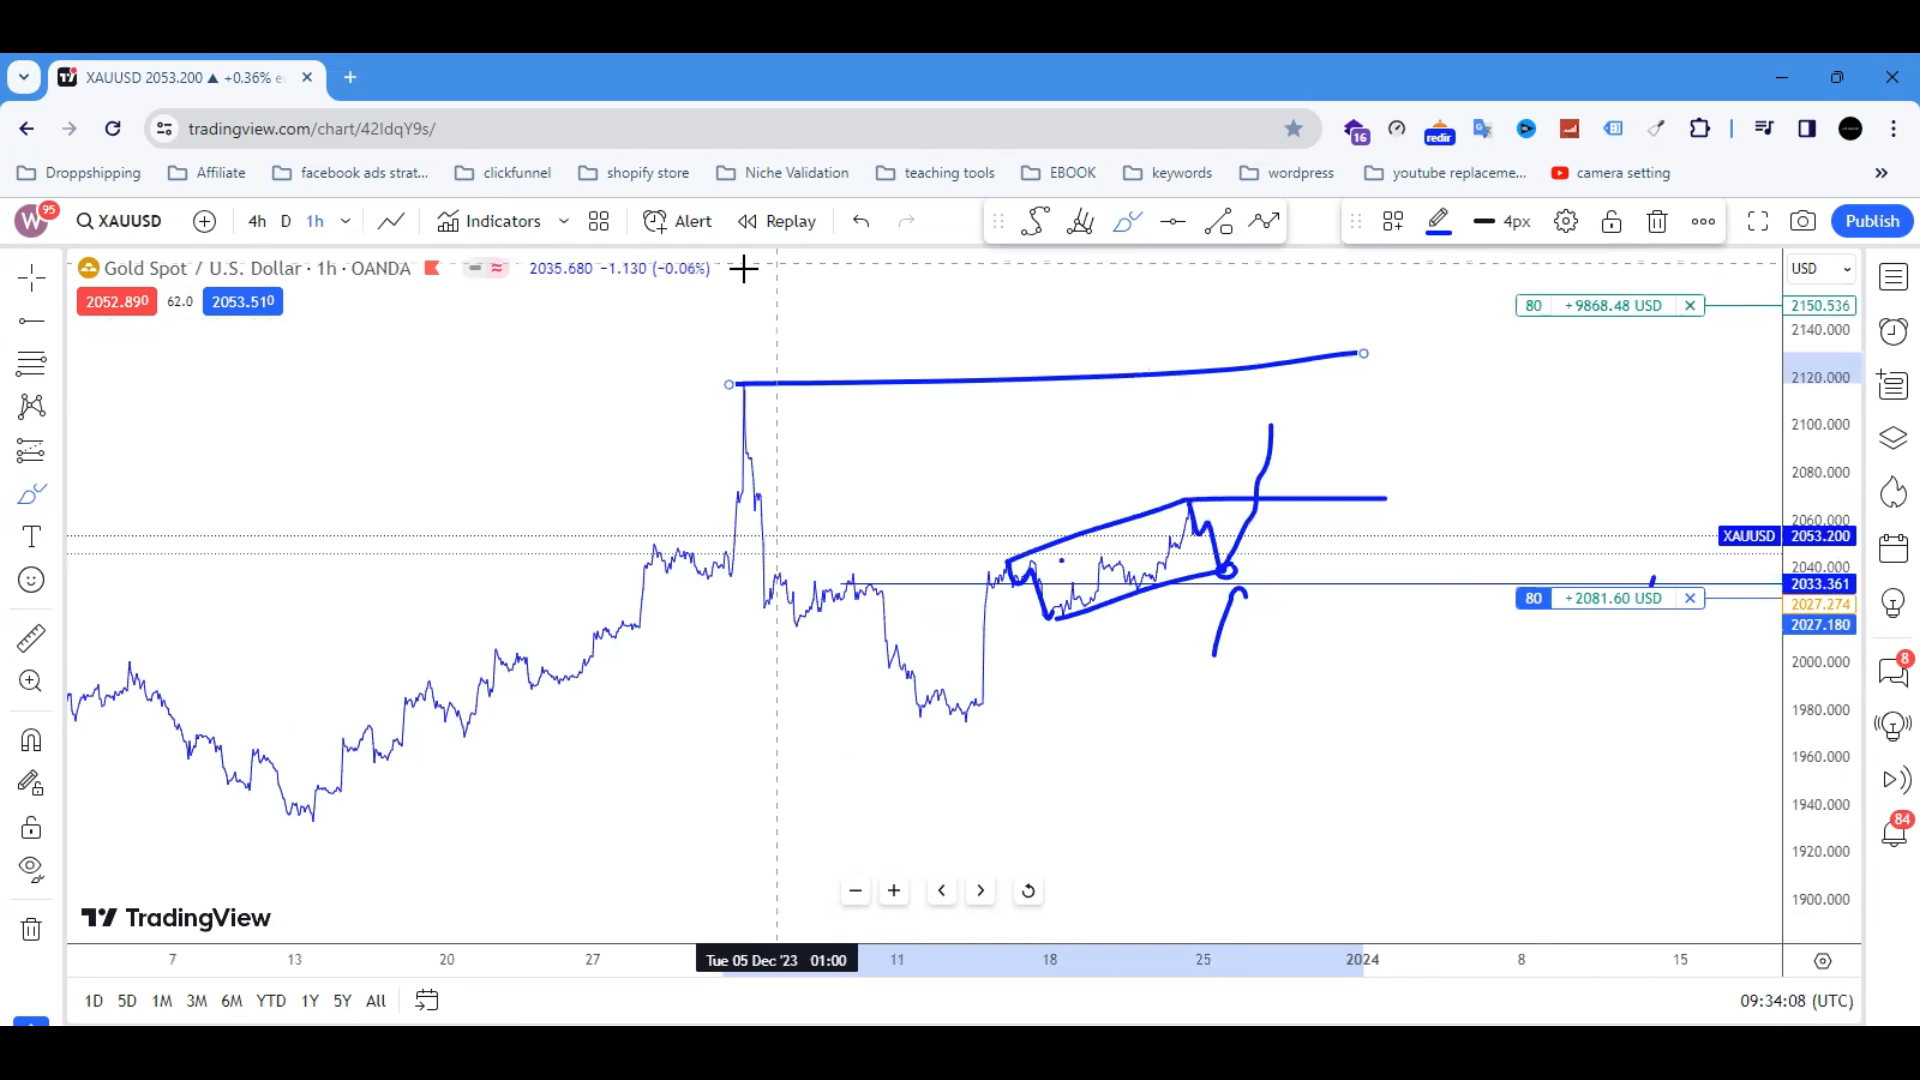 XAUUSD 2053.200 ▲ +0.36%
tradingview.com/chart/42IdqY9s/
16
redir
Droppshipping
Affiliate
facebook ads strat...
clickfunnel
shopify store
Niche Validation
teaching tools
EBOOK
keywords
wordpress
youtube replaceme...
camera setting
W
95
XAUUSD
4h
D
1h
Indicators
Alert
Replay
4px
Publish
Gold Spot / U.S. Dollar · 1h · OANDA
2035.680 −1.130 (−0.06%)
USD
2052.890
62.0
2053.510
80
+9868.48 USD
2150.536
2140.000
2120.000
2100.000
2080.000
2060.000
XAUUSD
2053.200
2040.000
2033.361
80
+2081.60 USD
2027.274
2027.180
2000.000
1980.000
1960.000
1940.000
1920.000
1900.000
8
84
TradingView
7
13
20
27
Tue 05 Dec '23 01:00
11
18
25
2024
8
15
1D
5D
1M
3M
6M
YTD
1Y
5Y
All
09:34:08 (UTC)